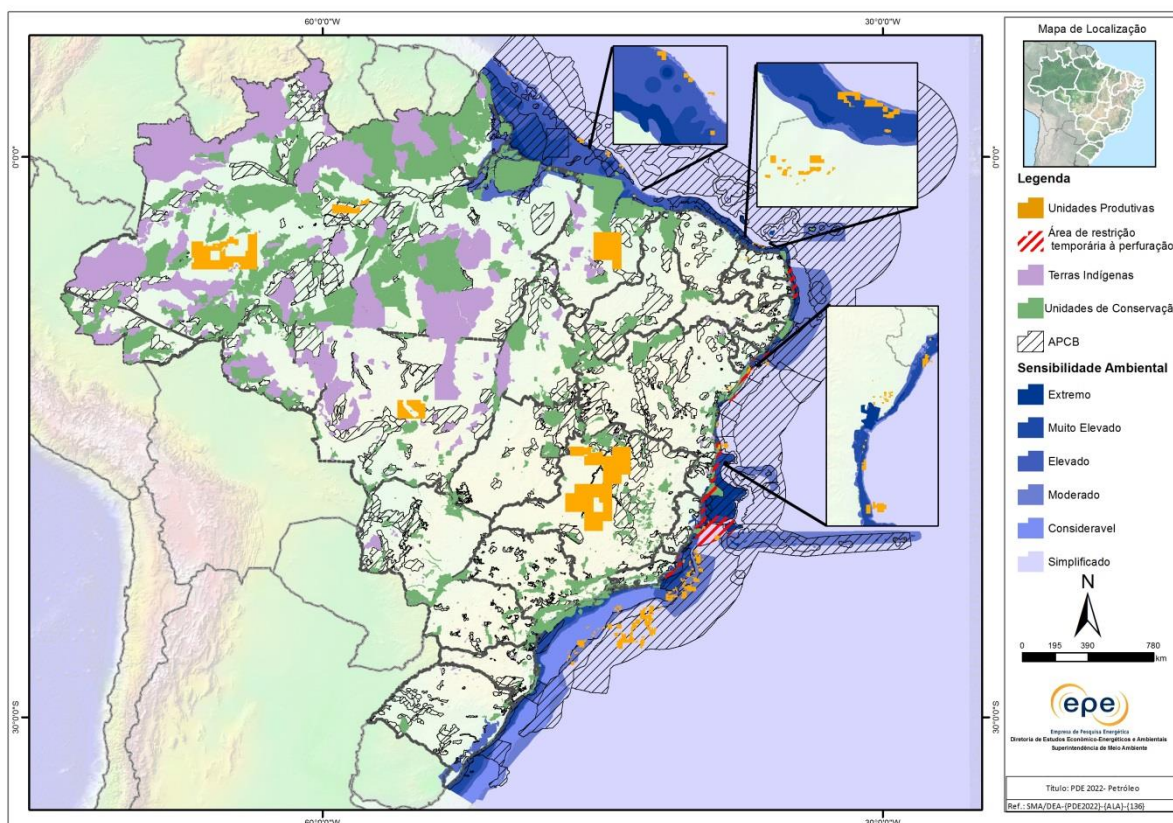 60°0'0"W
30°0'0"W
0°0'0"
0°0'0"
30°0'0"S
30°0'0"S
60°0'0"W
30°0'0"W
Mapa de Localização
Legenda
Unidades Produtivas
Área de restrição
temporária à perfuração
Terras Indígenas
Unidades de Conservaçã
APCB
Sensibilidade Ambiental
Extremo
Muito Elevado
Elevado
Moderado
Consideravel
Simplificado
N
0 195 390 780
km
epe
Empresa de Pesquisa Energética
Diretoria de Estudos Econômico-Energéticos e Ambientais
Superintendência de Meio Ambiente
Título: PDE 2022- Petróleo
Ref.: SMA/DEA-(PDE2022)-(ALA)-(136)